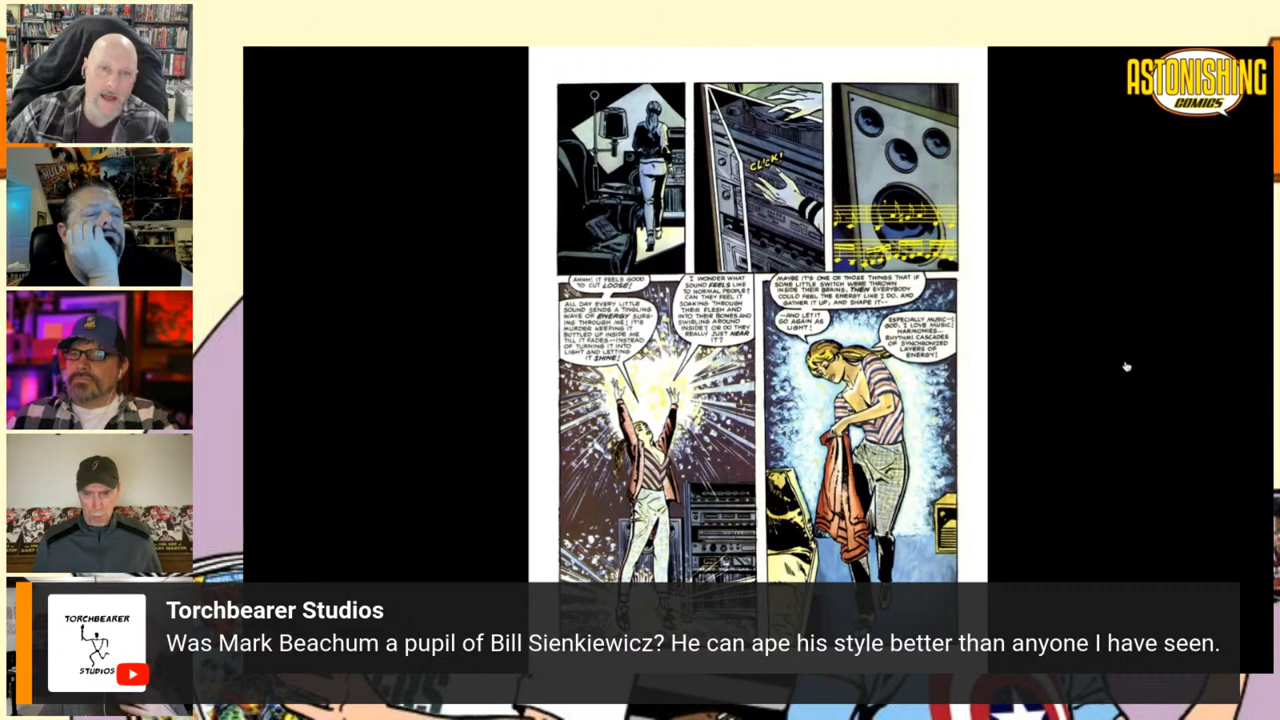 ASTONISHING
COMICS
HULK
CLICK!
AHHH! IT FEELS GOOD
TO CUT LOOSE!
ALL DAY EVERY LITTLE
SOUND SENDS A TINGLING
WAVE OF ENERGY SURG-
ING THROUGH ME! IT'S
MURDER KEEPING IT
BOTTLED UP INSIDE ME
TILL IT FADES--INSTEAD
OF TURNING IT INTO
LIGHT AND LETTING
IT SHINE!
I WONDER WHAT
SOUND FEELS LIKE
TO NORMAL PEOPLE?
CAN THEY FEEL IT
SOAKING THROUGH
THEIR FLESH AND
INTO THEIR BONES AND
SWIRLING AROUND
INSIDE? OR DO THEY
REALLY JUST HEAR
IT?
MAYBE IT'S ONE OF THOSE THINGS THAT IF
SOME LITTLE SWITCH WERE THROWN
INSIDE THEIR BRAINS, THEN EVERYBODY
COULD FEEL THE ENERGY LIKE I DO, AND
GATHER IT UP, AND SHAPE IT--
--AND LET IT
GO AGAIN AS
LIGHT!
ESPECIALLY MUSIC--!
GOD, I LOVE MUSIC!
HARMONIES...
RHYTHM! CASCADES
OF SYNCHRONIZED
LAYERS OF
ENERGY!
TORCHBEARER
STUDIOS
Torchbearer Studios
Was Mark Beachum a pupil of Bill Sienkiewicz? He can ape his style better than anyone I have seen.